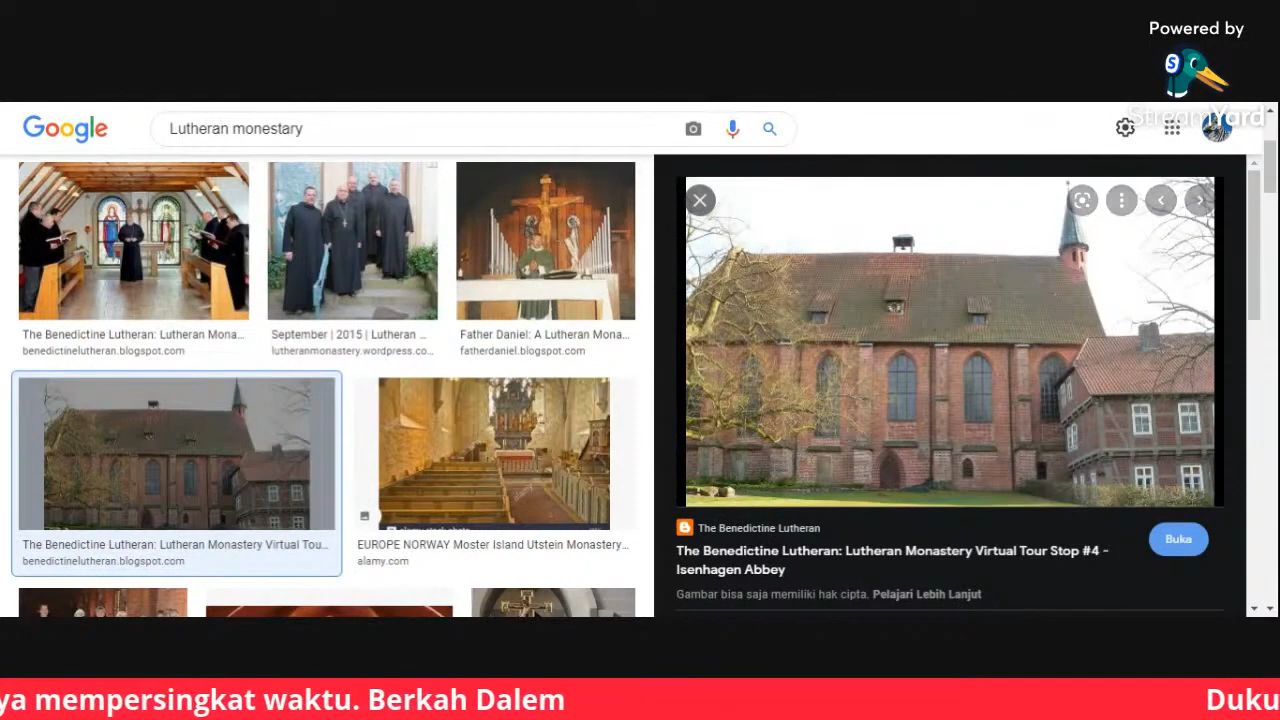 Powered by
StreamYard
Google
Lutheran monestary
The Benedictine Lutheran: Lutheran Mona...
benedictinelutheran.blogspot.com
September | 2015 | Lutheran ...
lutheranmonastery.wordpress.co...
Father Daniel: A Lutheran Mona...
fatherdaniel.blogspot.com
The Benedictine Lutheran: Lutheran Monastery Virtual Tou...
benedictinelutheran.blogspot.com
EUROPE NORWAY Moster Island Utstein Monastery...
alamy.com
The Benedictine Lutheran
The Benedictine Lutheran: Lutheran Monastery Virtual Tour Stop #4 -
Isenhagen Abbey
Buka
Gambar bisa saja memiliki hak cipta. Pelajari Lebih Lanjut
ya mempersingkat waktu. Berkah Dalem
Duku